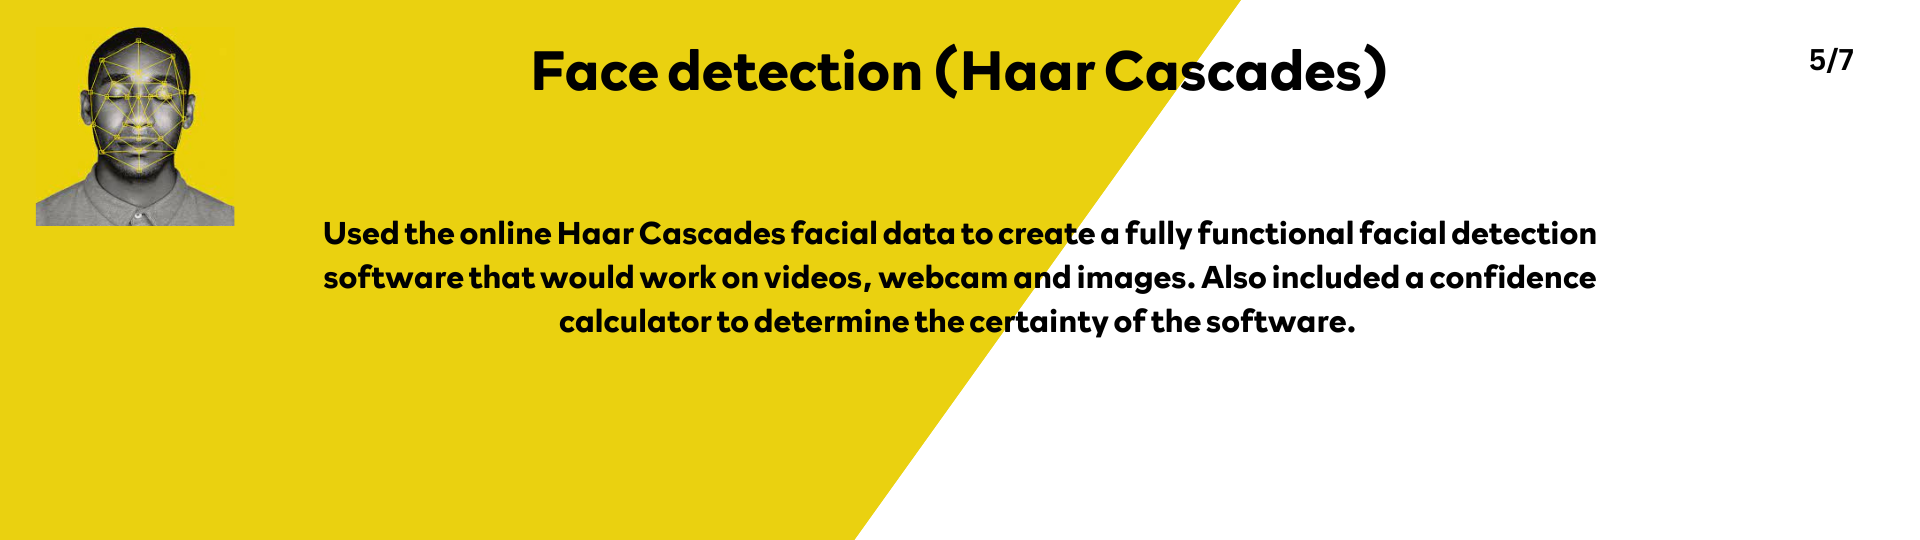 Face detection (Haar Cascades)
5/7
Used the online Haar Cascades facial data to create a fully functional facial detection
software that would work on videos, webcam and images. Also included a confidence
calculator to determine the certainty of the software.